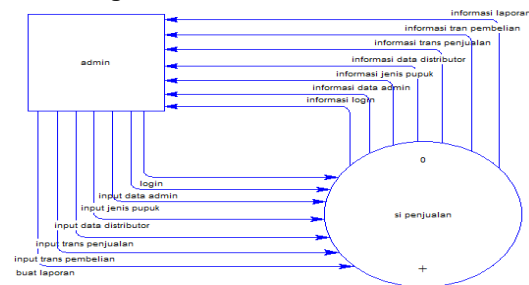 informasi laporan
informasi tran pembelian
informasi trans penjualan
admin
informasi data distributor
informasi jenis pupuk
informasi data admin
informasi login
0
login
input data admin
input jenis pupuk
si penjualan
input data distributor
input trans penjualan
input trans pembelian
buat laporan
+